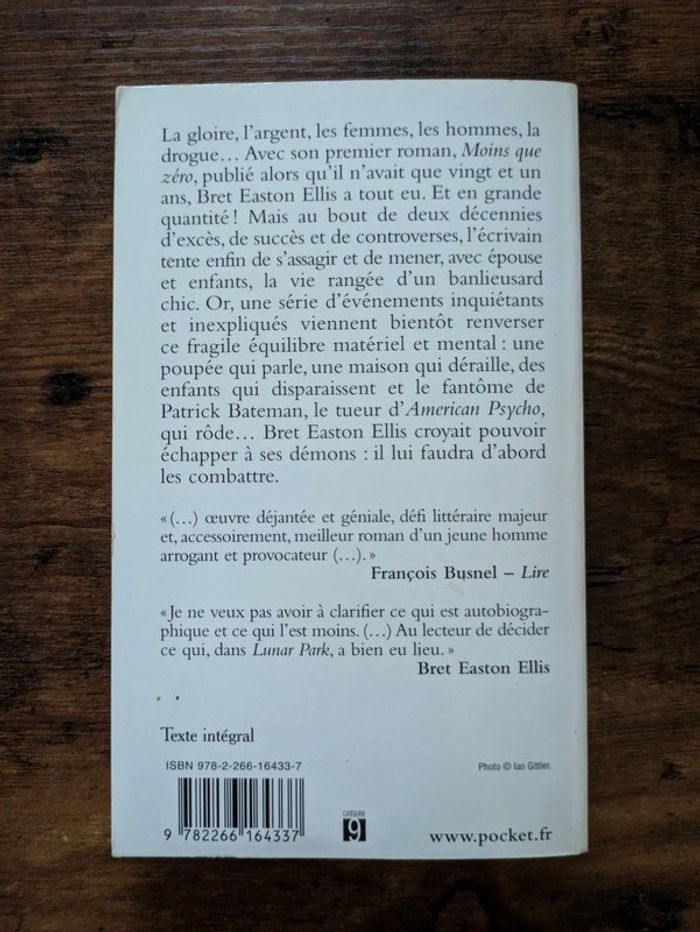 La gloire, l'argent, les femmes, les hommes, la
drogue… Avec son premier roman, Moins que
zéro, publié alors qu'il n'avait que vingt et un
ans, Bret Easton Ellis a tout eu. Et en grande
quantité ! Mais au bout de deux décennies
d'excès, de succès et de controverses, l'écrivain
tente enfin de s'assagir et de mener, avec épouse
et enfants, la vie rangée d'un banlieusard
chic. Or, une série d'événements inquiétants
et inexpliqués viennent bientôt renverser
ce fragile équilibre matériel et mental : une
poupée qui parle, une maison qui déraille, des
enfants qui disparaissent et le fantôme de
Patrick Bateman, le tueur d'American Psycho,
qui rôde… Bret Easton Ellis croyait pouvoir
échapper à ses démons : il lui faudra d'abord
les combattre.
« (…) œuvre déjantée et géniale, défi littéraire majeur
et, accessoirement, meilleur roman d'un jeune homme
arrogant et provocateur (…). »
François Busnel – Lire
« Je ne veux pas avoir à clarifier ce qui est autobiogra-
phique et ce qui l'est moins. (…) Au lecteur de décider
ce qui, dans Lunar Park, a bien eu lieu. »
Bret Easton Ellis
Texte intégral
ISBN 978-2-266-16433-7
Photo © Ian Gittler.
9 782266 164337
CATÉGORIE
9
www.pocket.fr